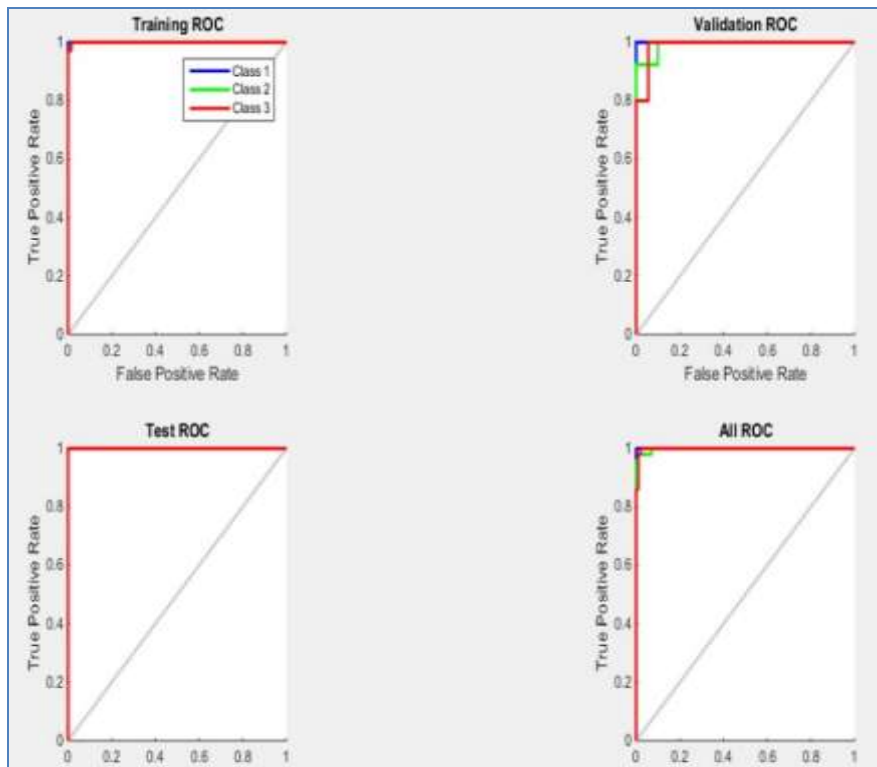 Training ROC
1
0.8
0.6
0.4
0.2
0
True Positive Rate
Class 1
Class 2
Class 3
0 0.2 0.4 0.6 0.8 1
False Positive Rate
Validation ROC
1
0.8
0.6
0.4
0.2
0
True Positive Rate
0 0.2 0.4 0.6 0.8 1
False Positive Rate
Test ROC
1
0.8
0.6
0.4
0.2
0
True Positive Rate
0 0.2 0.4 0.6 0.8 1
All ROC
1
0.8
0.6
0.4
0.2
0
True Positive Rate
0 0.2 0.4 0.6 0.8 1